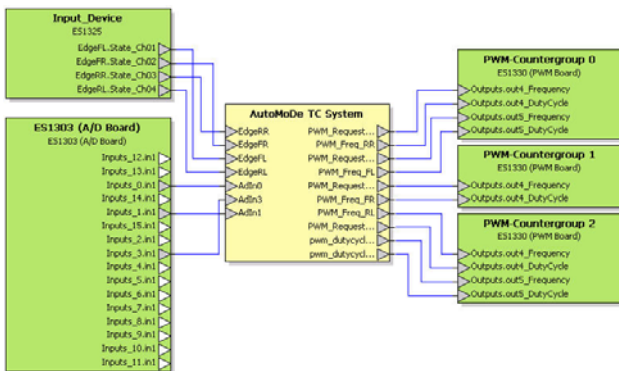 Input_Device
ES1325
EdgeFL.State_Ch01
EdgeFR.State_Ch02
EdgeRR.State_Ch03
EdgeRL.State_Ch04
ES1303 (A/D Board)
ES1303 (A/D Board)
Inputs_12.in1
Inputs_13.in1
Inputs_0.in1
Inputs_14.in1
Inputs_1.in1
Inputs_15.in1
Inputs_2.in1
Inputs_3.in1
Inputs_4.in1
Inputs_5.in1
Inputs_6.in1
Inputs_7.in1
Inputs_8.in1
Inputs_9.in1
Inputs_10.in1
Inputs_11.in1
AutoMoDe TC System
EdgeRR
EdgeFR
EdgeFL
EdgeRL
AdIn0
AdIn3
AdIn1
PWM_Request...
PWM_Freq_RR
PWM_Request...
PWM_Freq_FL
PWM_Request...
PWM_Freq_FR
PWM_Freq_RL
PWM_Request...
pwm_dutycycl...
pwm_dutycycl...
PWM-Countergroup 0
ES1330 (PWM Board)
Outputs.out4_Frequency
Outputs.out4_DutyCycle
Outputs.out5_Frequency
Outputs.out5_DutyCycle
PWM-Countergroup 1
ES1330 (PWM Board)
Outputs.out4_Frequency
Outputs.out4_DutyCycle
PWM-Countergroup 2
ES1330 (PWM Board)
Outputs.out4_Frequency
Outputs.out4_DutyCycle
Outputs.out5_Frequency
Outputs.out5_DutyCycle